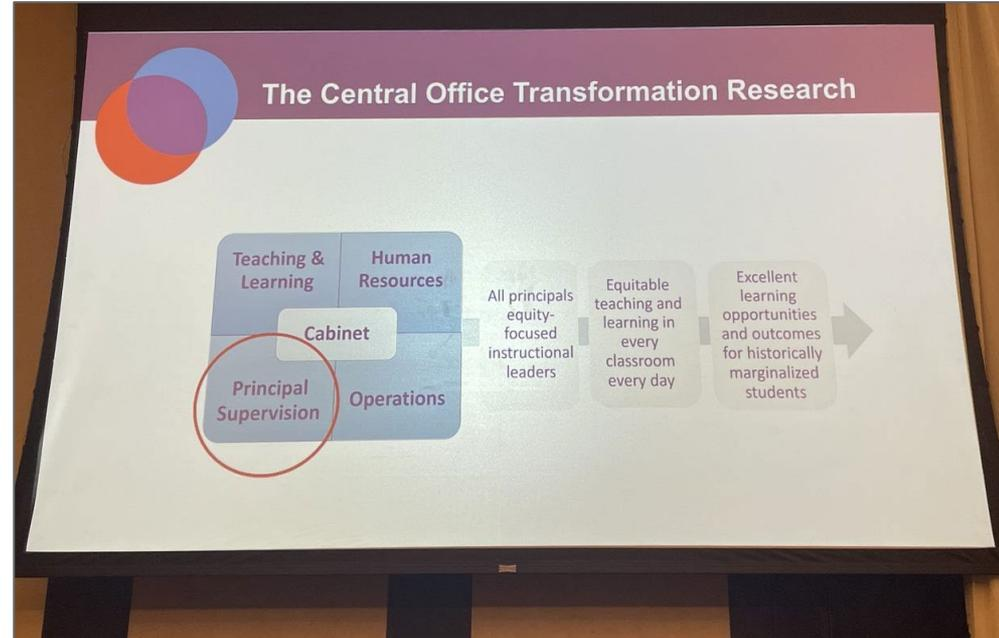 The Central Office Transformation Research
Teaching &
Learning
Human
Resources
Cabinet
Principal
Supervision
Operations
All principals
equity-
focused
instructional
leaders
Equitable
teaching and
learning in
every
classroom
every day
Excellent
learning
opportunities
and outcomes
for historically
marginalized
students